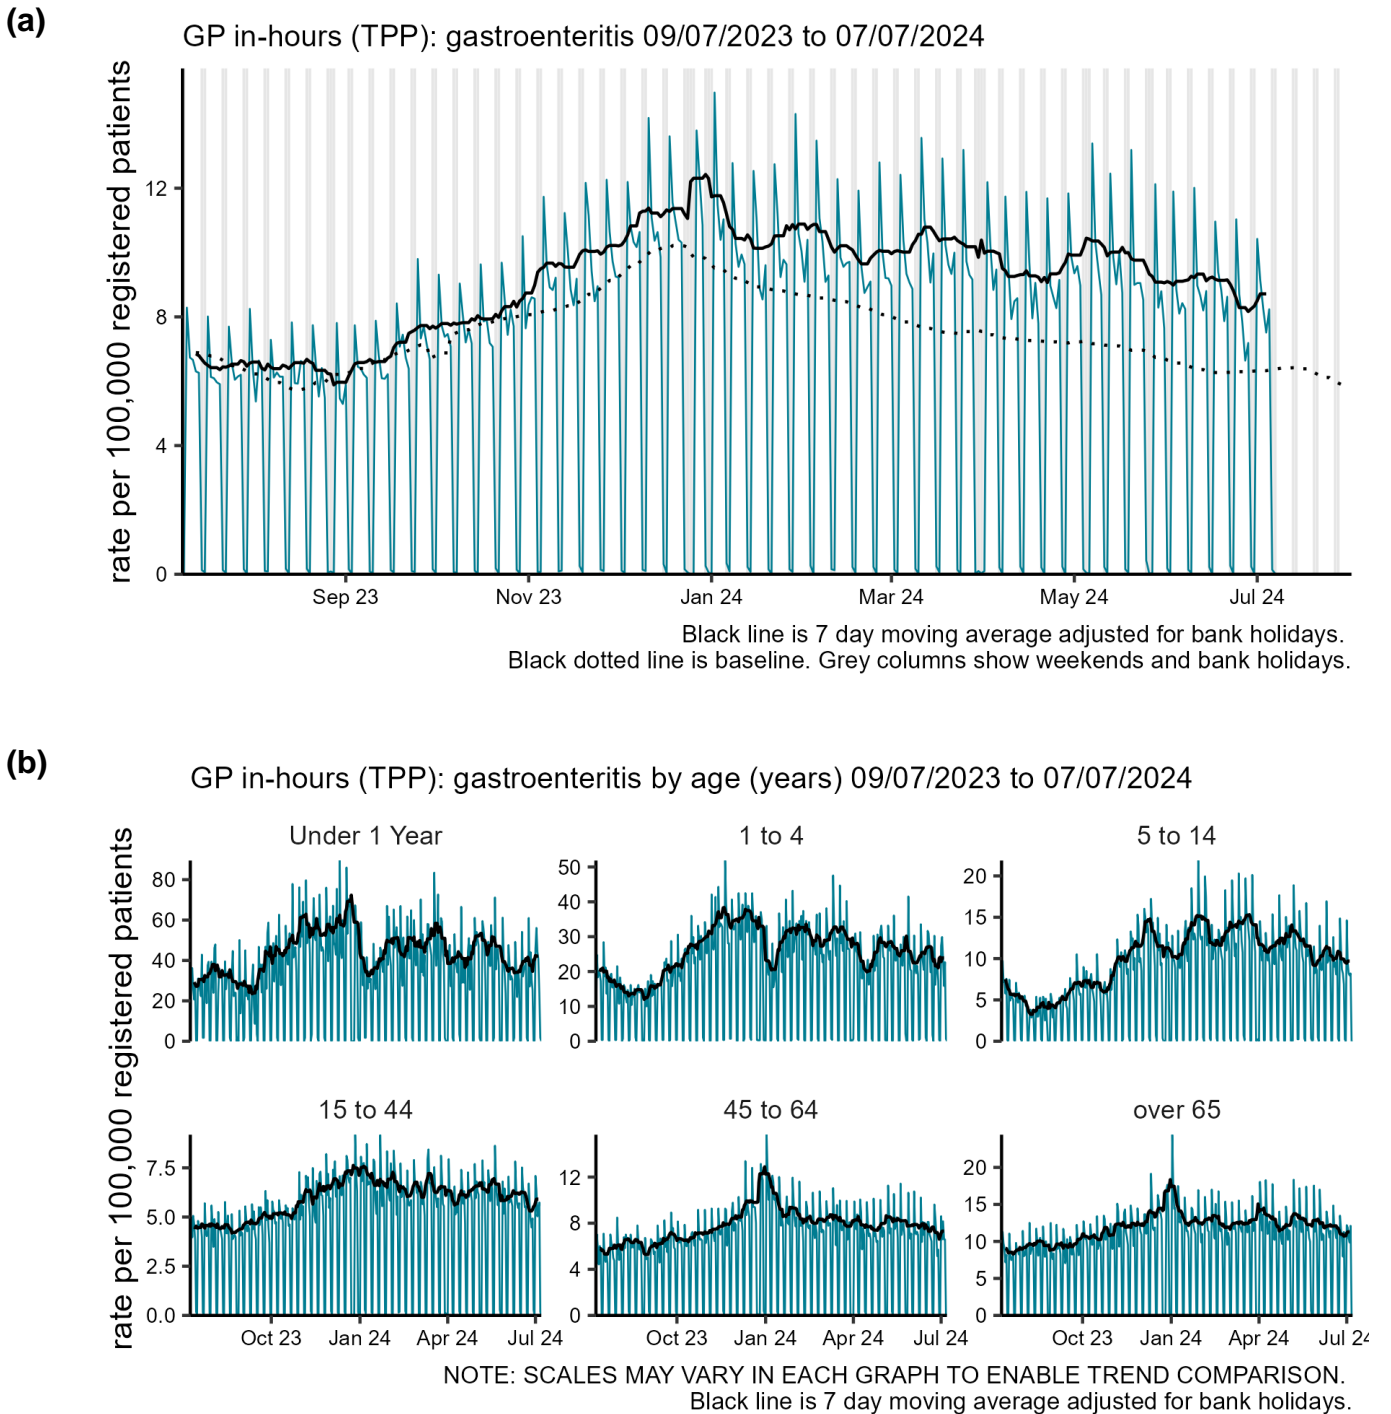 (a)
GP in-hours (TPP): gastroenteritis 09/07/2023 to 07/07/2024
rate per 100,000 registered patients
12
8
4
0
Sep 23 Nov 23 Jan 24 Mar 24 May 24 Jul 24
Black line is 7 day moving average adjusted for bank holidays.
Black dotted line is baseline. Grey columns show weekends and bank holidays.
(b)
GP in-hours (TPP): gastroenteritis by age (years) 09/07/2023 to 07/07/2024
rate per 100,000 registered patients
Under 1 Year
80
60
40
20
0
1 to 4
50
40
30
20
10
0
5 to 14
20
15
10
5
0
15 to 44
7.5
5.0
2.5
0.0
Oct 23 Jan 24 Apr 24 Jul 24
45 to 64
12
8
4
0
Oct 23 Jan 24 Apr 24 Jul 24
over 65
20
15
10
5
0
Oct 23 Jan 24 Apr 24 Jul 24
NOTE: SCALES MAY VARY IN EACH GRAPH TO ENABLE TREND COMPARISON.
Black line is 7 day moving average adjusted for bank holidays.